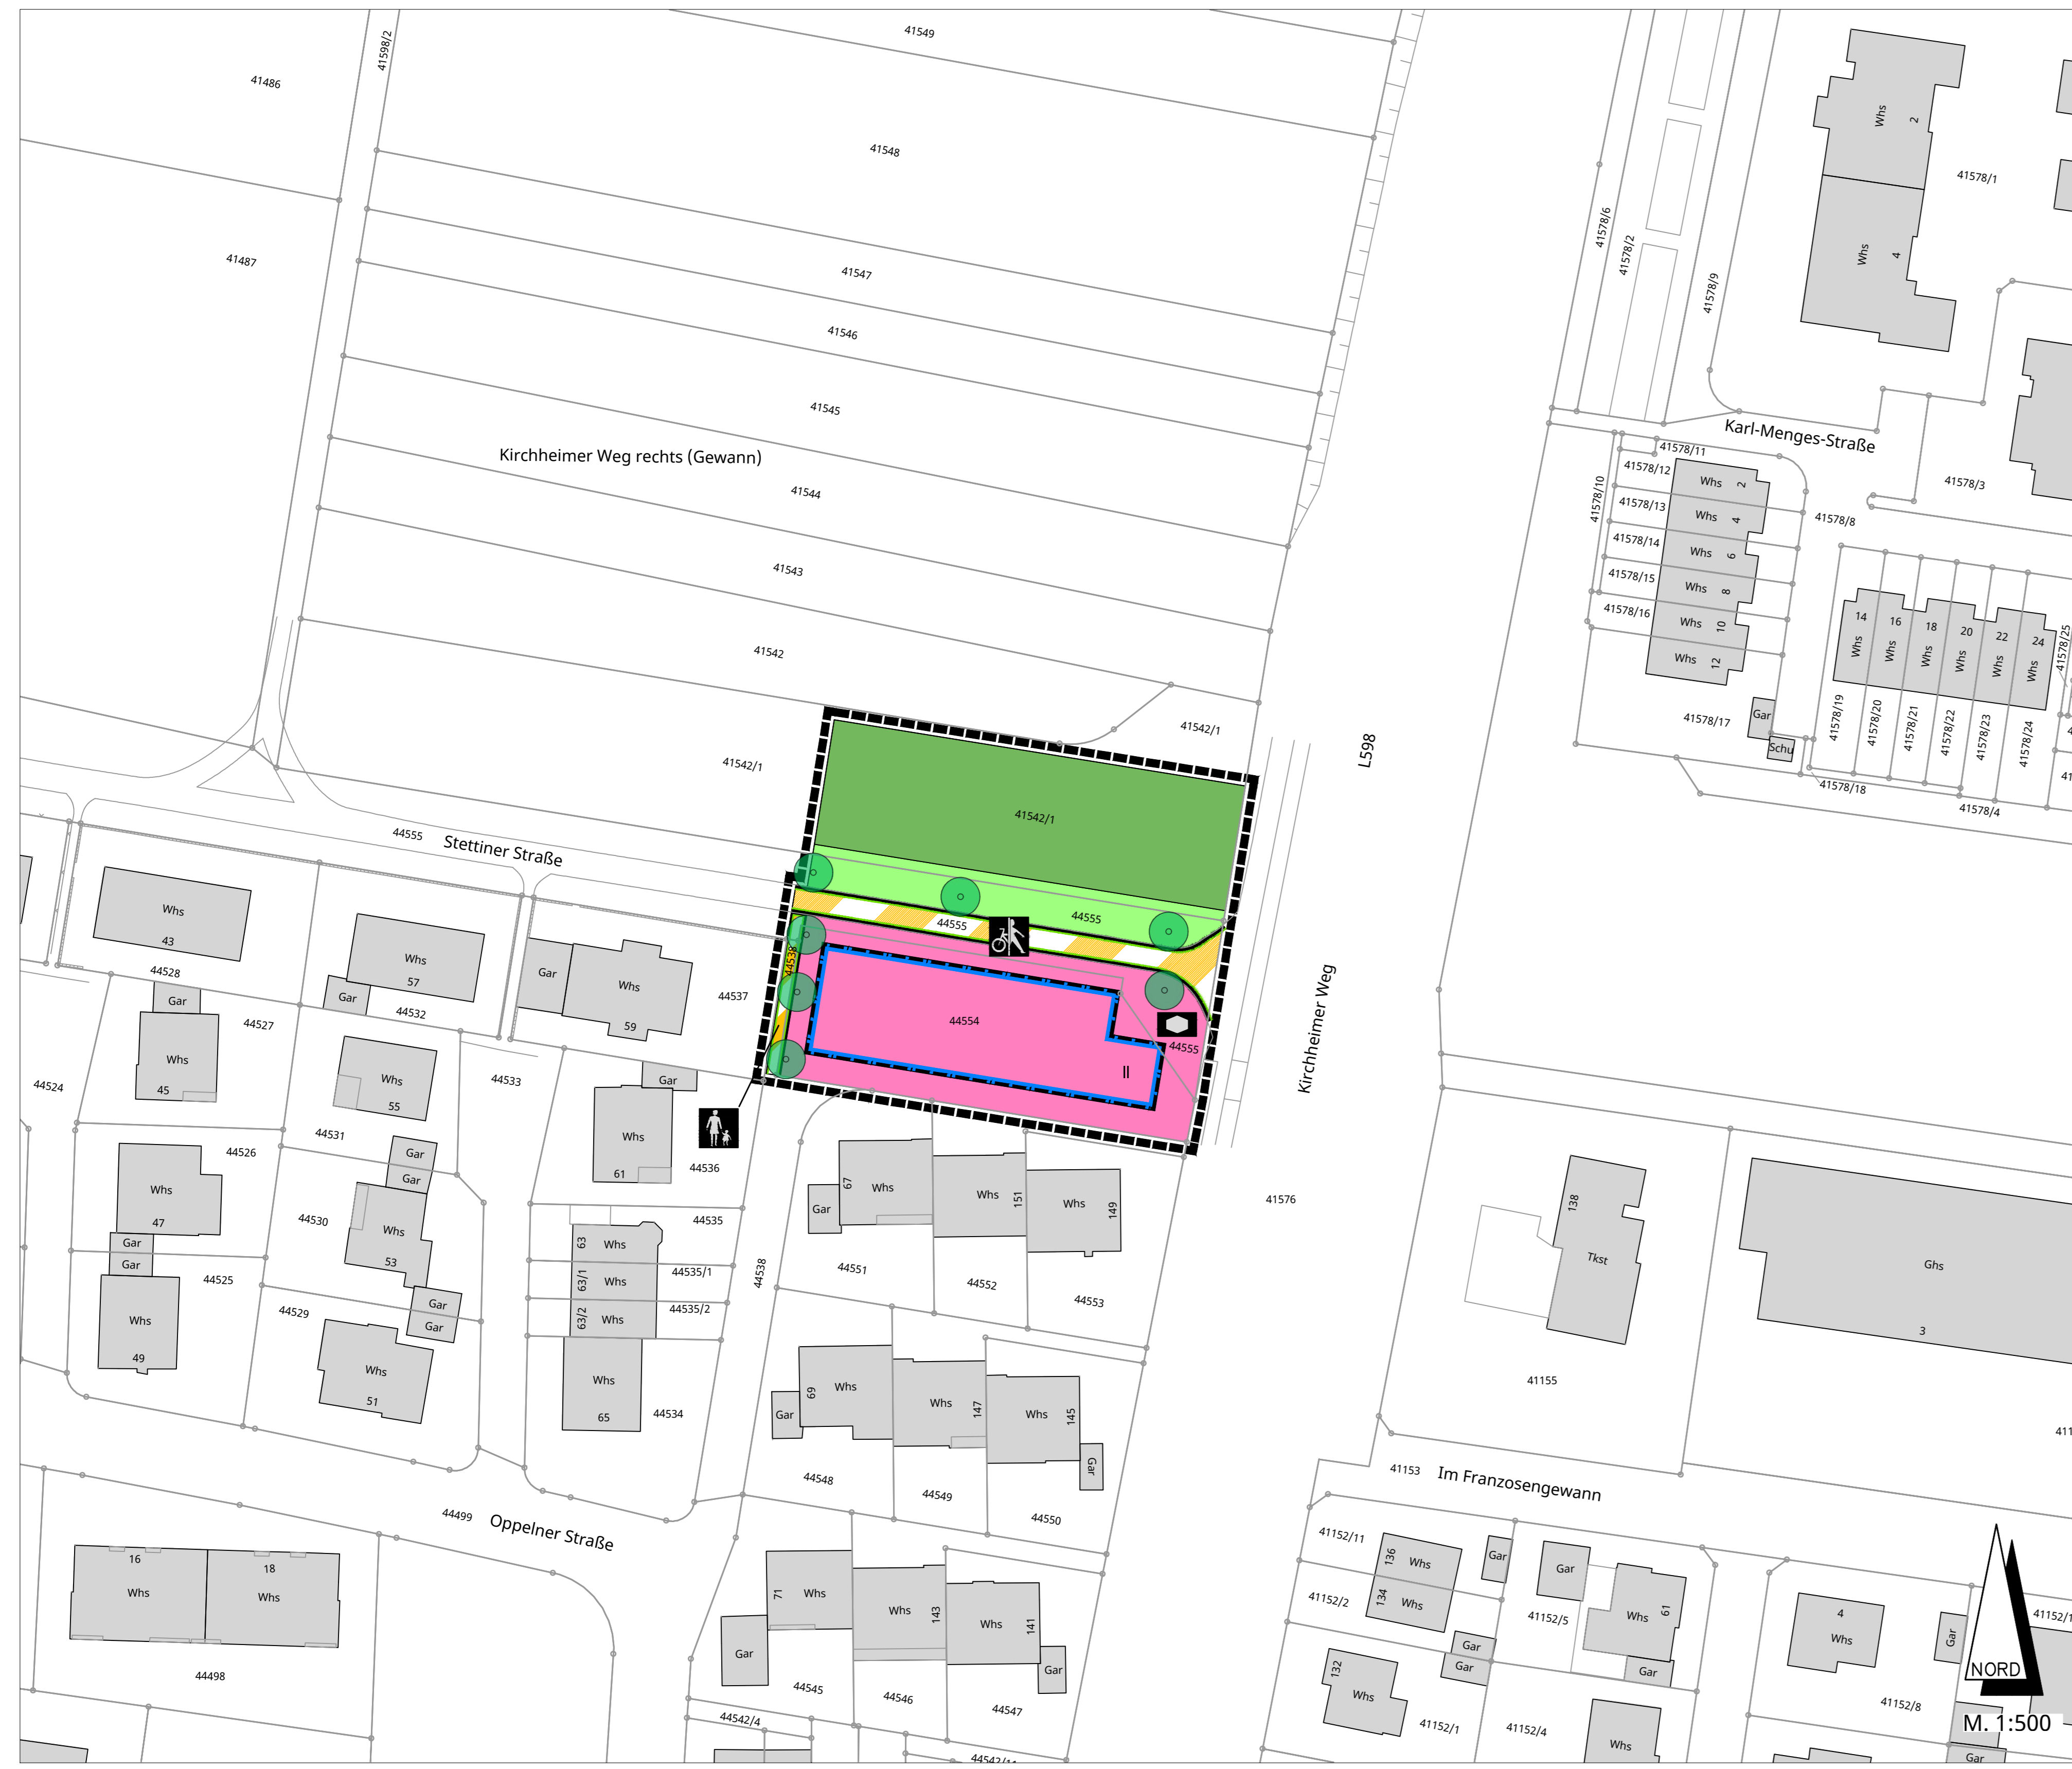 41549
41598/2
41486
41548
41487
41547
41546
41545
Kirchheimer Weg rechts (Gewann)
41544
41543
41542
41542/1
41542/1
41542/1
41578/6
41578/2
41578/9
Whs 2
41578/1
Whs 4
Karl-Menges-Straße
41578/11
41578/12
41578/13
41578/14
41578/15
41578/16
41578/10
Whs 2
Whs 4
Whs 6
Whs 8
Whs 10
Whs 12
41578/3
41578/8
14 Whs
16 Whs
18 Whs
20 Whs
22 Whs
24 Whs
41578/25
41578/17
Gar
Schu
41578/19
41578/20
41578/21
41578/22
41578/23
41578/24
41578/18
41578/4
L598
Kirchheimer Weg
44555
Stettiner Straße
44555
44555
44538
44554
44555
II
Whs
43
44528
Whs
57
Gar
44532
Gar
Whs
59
44537
Gar
44527
Whs
45
44524
Whs
55
44533
44531
Gar
Whs
61
44536
Gar
Gar
44526
Whs
47
Gar
Gar
44530
Whs
53
44525
Whs
49
44529
Gar
Gar
Whs
51
44535
63
Whs
44535/1
63/1
Whs
44535/2
63/2
Whs
Whs
65
44534
44538
67
Whs
Gar
Whs
151
Whs
149
44551
44552
44553
41576
138
Tkst
Ghs
3
41155
69
Whs
Gar
Whs
147
Whs
145
Gar
44548
44549
44550
41153
Im Franzosengewann
44499
Oppelner Straße
16
Whs
18
Whs
44498
71
Whs
Gar
Whs
143
Whs
141
Gar
44545
44546
44547
44542/4
41152/11
136
Whs
134
Whs
41152/2
Gar
Gar
Gar
Gar
41152/5
Whs
61
Gar
132
Whs
41152/1
41152/4
Whs
4
Whs
Gar
41152/8
Gar
NORD
M. 1:500